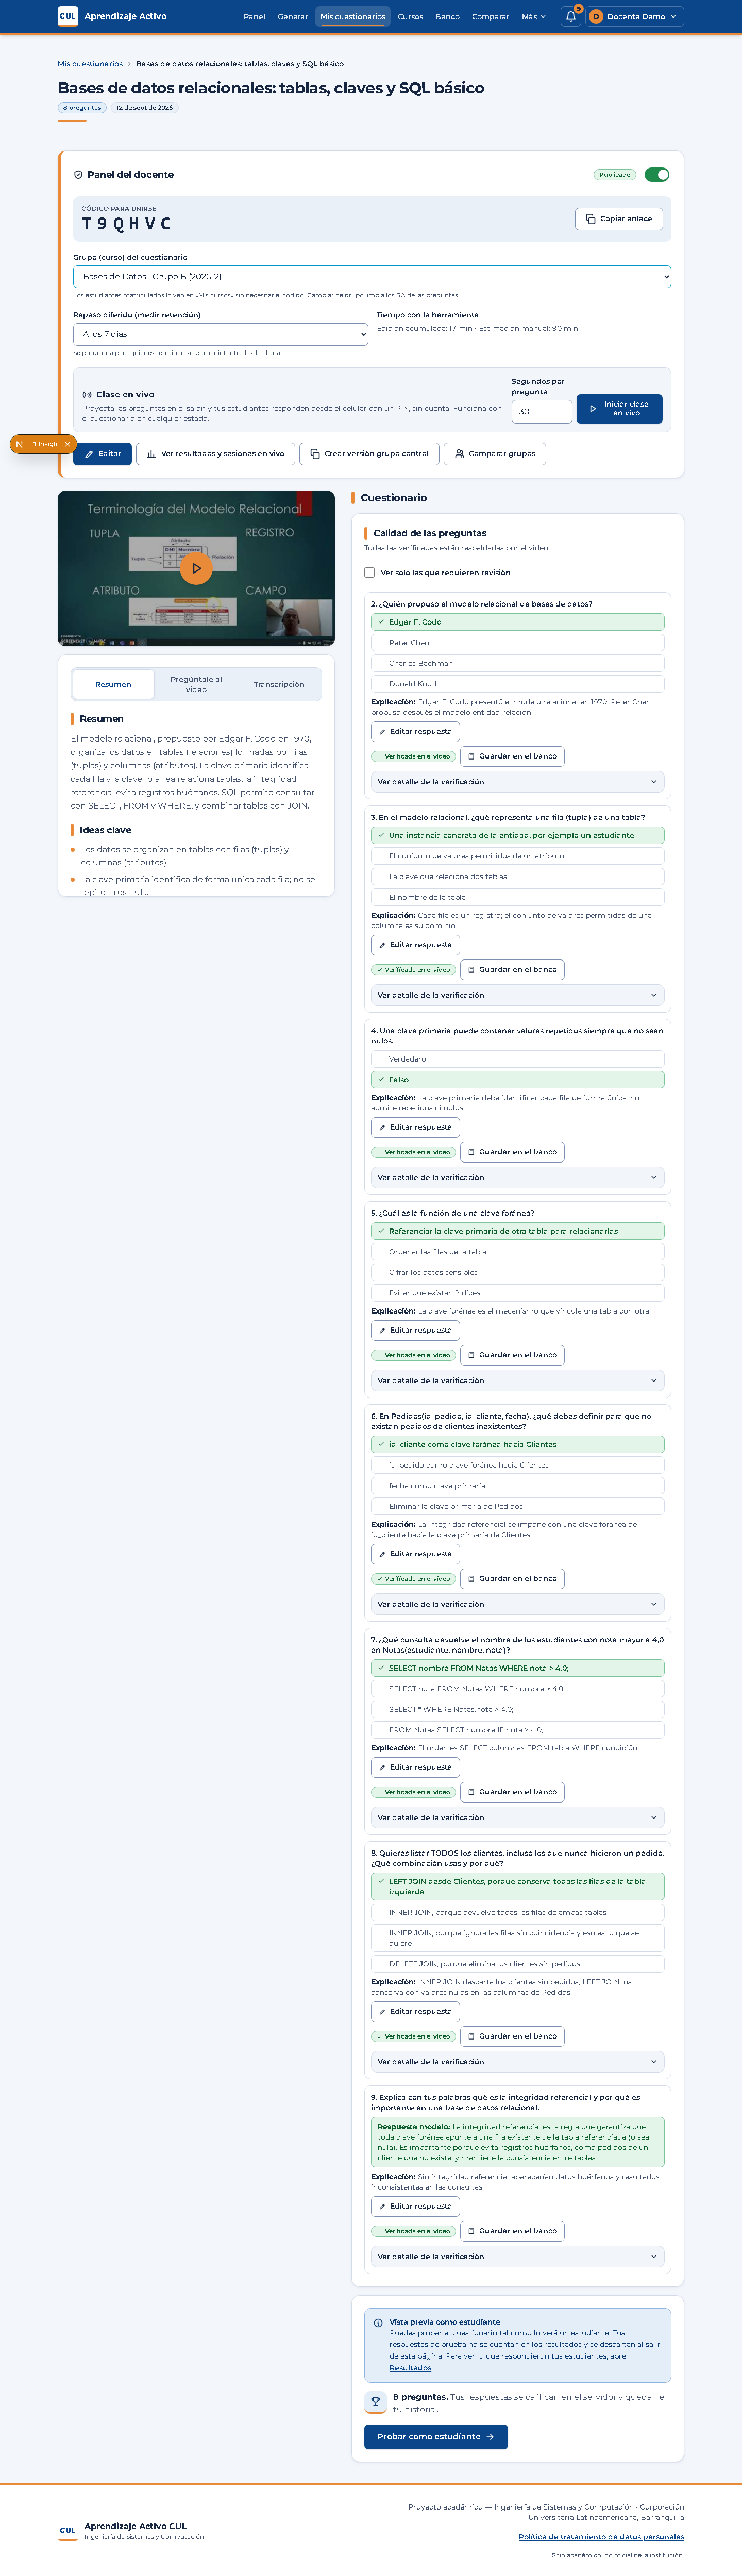 CUL Aprendizaje Activo Panel Generar Mis cuestionarios Cursos Banco Comparar Más 9 D Docente Demo
Mis cuestionarios > Bases de datos relacionales: tablas, claves y SQL básico
Bases de datos relacionales: tablas, claves y SQL básico
8 preguntas 12 de sept de 2026
Panel del docente Publicado
CÓDIGO PARA UNIRSE
T9QHVC
Copiar enlace
Grupo (curso) del cuestionario
Bases de Datos · Grupo B (2026-2)
Los estudiantes matriculados lo ven en «Mis cursos» sin necesitar el código. Cambiar de grupo limpia los RA de las preguntas.
Repaso diferido (medir retención)
A los 7 días
Se programa para quienes terminen su primer intento desde ahora.
Tiempo con la herramienta
Edición acumulada: 17 min · Estimación manual: 90 min
Clase en vivo
Proyecta las preguntas en el salón y tus estudiantes responden desde el celular con un PIN, sin cuenta. Funciona con
el cuestionario en cualquier estado.
Segundos por
pregunta
30
Iniciar clase
en vivo
N 1 Insight ×
Editar Ver resultados y sesiones en vivo Crear versión grupo control Comparar grupos
Terminología del Modelo Relacional
TUPLA REGISTRO
ATRIBUTO CAMPO
Resumen
Pregúntale al
video
Transcripción
Resumen
El modelo relacional, propuesto por Edgar F. Codd en 1970,
organiza los datos en tablas (relaciones) formadas por filas
(tuplas) y columnas (atributos). La clave primaria identifica
cada fila y la clave foránea relaciona tablas; la integridad
referencial evita registros huérfanos. SQL permite consultar
con SELECT, FROM y WHERE, y combinar tablas con JOIN.
Ideas clave
Los datos se organizan en tablas con filas (tuplas) y
columnas (atributos).
La clave primaria identifica de forma única cada fila; no se
repite ni es nula.
Cuestionario
Calidad de las preguntas
Todas las verificadas están respaldadas por el video.
Ver solo las que requieren revisión
2. ¿Quién propuso el modelo relacional de bases de datos?
Edgar F. Codd
Peter Chen
Charles Bachman
Donald Knuth
Explicación: Edgar F. Codd presentó el modelo relacional en 1970; Peter Chen
propuso después el modelo entidad-relación.
Editar respuesta
Verificada en el video Guardar en el banco
Ver detalle de la verificación
3. En el modelo relacional, ¿qué representa una fila (tupla) de una tabla?
Una instancia concreta de la entidad, por ejemplo un estudiante
El conjunto de valores permitidos de un atributo
La clave que relaciona dos tablas
El nombre de la tabla
Explicación: Cada fila es un registro; el conjunto de valores permitidos de una
columna es su dominio.
Editar respuesta
Verificada en el video Guardar en el banco
Ver detalle de la verificación
4. Una clave primaria puede contener valores repetidos siempre que no sean
nulos.
Verdadero
Falso
Explicación: La clave primaria debe identificar cada fila de forma única: no
admite repetidos ni nulos.
Editar respuesta
Verificada en el video Guardar en el banco
Ver detalle de la verificación
5. ¿Cuál es la función de una clave foránea?
Referenciar la clave primaria de otra tabla para relacionarlas
Ordenar las filas de la tabla
Cifrar los datos sensibles
Evitar que existan índices
Explicación: La clave foránea es el mecanismo que vincula una tabla con otra.
Editar respuesta
Verificada en el video Guardar en el banco
Ver detalle de la verificación
6. En Pedidos(id_pedido, id_cliente, fecha), ¿qué debes definir para que no
existan pedidos de clientes inexistentes?
id_cliente como clave foránea hacia Clientes
id_pedido como clave foránea hacia Clientes
fecha como clave primaria
Eliminar la clave primaria de Pedidos
Explicación: La integridad referencial se impone con una clave foránea de
id_cliente hacia la clave primaria de Clientes.
Editar respuesta
Verificada en el video Guardar en el banco
Ver detalle de la verificación
7. ¿Qué consulta devuelve el nombre de los estudiantes con nota mayor a 4,0
en Notas(estudiante, nombre, nota)?
SELECT nombre FROM Notas WHERE nota > 4.0;
SELECT nota FROM Notas WHERE nombre > 4.0;
SELECT * WHERE Notas.nota > 4.0;
FROM Notas SELECT nombre IF nota > 4.0;
Explicación: El orden es SELECT columnas FROM tabla WHERE condición.
Editar respuesta
Verificada en el video Guardar en el banco
Ver detalle de la verificación
8. Quieres listar TODOS los clientes, incluso los que nunca hicieron un pedido.
¿Qué combinación usas y por qué?
LEFT JOIN desde Clientes, porque conserva todas las filas de la tabla
izquierda
INNER JOIN, porque devuelve todas las filas de ambas tablas
INNER JOIN, porque ignora las filas sin coincidencia y eso es lo que se
quiere
DELETE JOIN, porque elimina los clientes sin pedidos
Explicación: INNER JOIN descarta los clientes sin pedidos; LEFT JOIN los
conserva con valores nulos en las columnas de Pedidos.
Editar respuesta
Verificada en el video Guardar en el banco
Ver detalle de la verificación
9. Explica con tus palabras qué es la integridad referencial y por qué es
importante en una base de datos relacional.
Respuesta modelo: La integridad referencial es la regla que garantiza que
toda clave foránea apunte a una fila existente de la tabla referenciada (o sea
nula). Es importante porque evita registros huérfanos, como pedidos de un
cliente que no existe, y mantiene la consistencia entre tablas.
Explicación: Sin integridad referencial aparecerían datos huérfanos y resultados
inconsistentes en las consultas.
Editar respuesta
Verificada en el video Guardar en el banco
Ver detalle de la verificación
Vista previa como estudiante
Puedes probar el cuestionario tal como lo verá un estudiante. Tus
respuestas de prueba no se cuentan en los resultados y se descartan al salir
de esta página. Para ver lo que respondieron tus estudiantes, abre
Resultados.
8 preguntas. Tus respuestas se califican en el servidor y quedan en
tu historial.
Probar como estudiante
CUL Aprendizaje Activo CUL
Ingeniería de Sistemas y Computación
Proyecto académico — Ingeniería de Sistemas y Computación · Corporación
Universitaria Latinoamericana, Barranquilla
Política de tratamiento de datos personales
Sitio académico, no oficial de la institución.